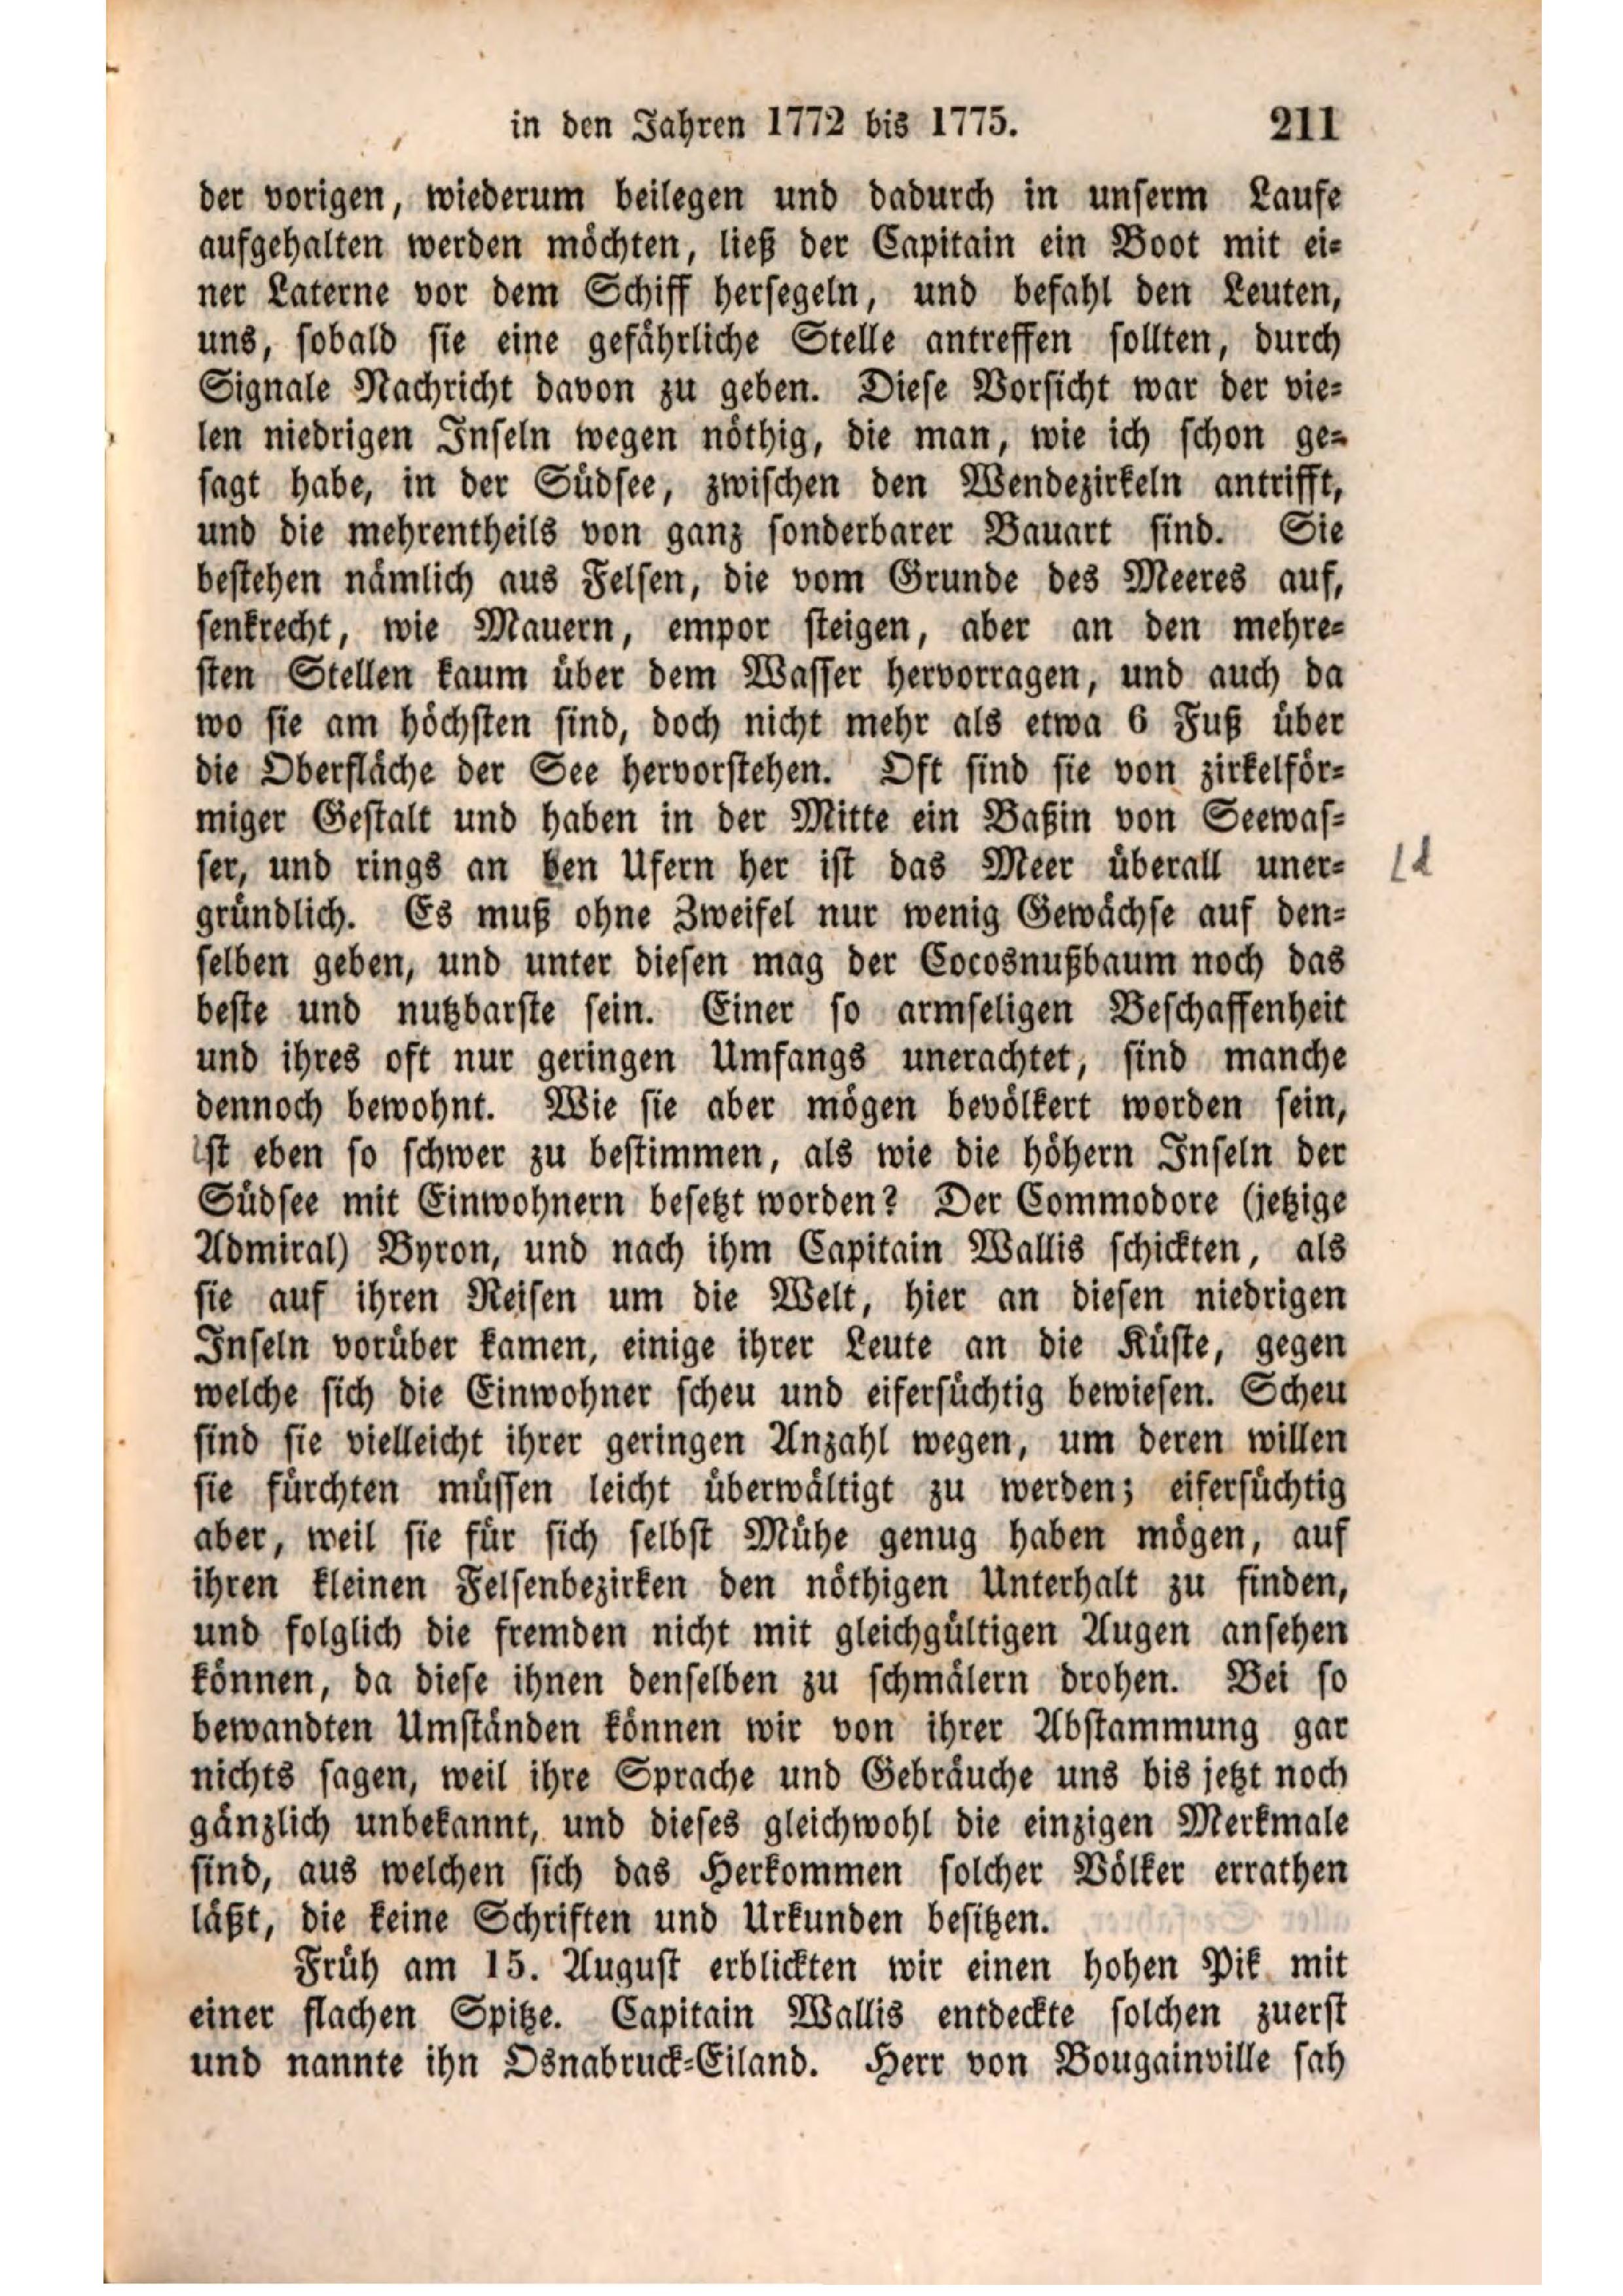 in den Jahren 1772 bis 1775. 211
der vorigen, wiederum beilegen und dadurch in unserm Laufe
aufgehalten werden möchten, ließ der Capitain ein Boot mit ei-
ner Laterne vor dem Schiff hersegeln, und befahl den Leuten,
uns, sobald sie eine gefährliche Stelle antreffen sollten, durch
Signale Nachricht davon zu geben. Diese Vorsicht war der vie-
len niedrigen Inseln wegen nöthig, die man, wie ich schon ge-
sagt habe, in der Südsee, zwischen den Wendezirkeln antrifft,
und die mehrentheils von ganz sonderbarer Bauart sind. Sie
bestehen nämlich aus Felsen, die vom Grunde des Meeres auf,
senkrecht, wie Mauern, empor steigen, aber an den mehre-
sten Stellen kaum über dem Wasser hervorragen, und auch da
wo sie am höchsten sind, doch nicht mehr als etwa 6 Fuß über
die Oberfläche der See hervorstehen. Oft sind sie von zirkelför-
miger Gestalt und haben in der Mitte ein Baßin von Seewas-
ser, und rings an ben Ufern her ist das Meer überall uner- d
gründlich. Es muß ohne Zweifel nur wenig Gewächse auf den-
selben geben, und unter diesen mag der Cocosnußbaum noch das
beste und nutzbarste sein. Einer so armseligen Beschaffenheit
und ihres oft nur geringen Umfangs unerachtet, sind manche
dennoch bewohnt. Wie sie aber mögen bevölkert worden sein,
ist eben so schwer zu bestimmen, als wie die höhern Inseln der
Südsee mit Einwohnern besetzt worden? Der Commodore (jetzige
Admiral) Byron, und nach ihm Capitain Wallis schickten, als
sie auf ihren Reisen um die Welt, hier an diesen niedrigen
Inseln vorüber kamen, einige ihrer Leute an die Küste, gegen
welche sich die Einwohner scheu und eifersüchtig bewiesen. Scheu
sind sie vielleicht ihrer geringen Anzahl wegen, um deren willen
sie fürchten müssen leicht überwältigt zu werden; eifersüchtig
aber, weil sie für sich selbst Mühe genug haben mögen, auf
ihren kleinen Felsenbezirken den nöthigen Unterhalt zu finden,
und folglich die fremden nicht mit gleichgültigen Augen ansehen
können, da diese ihnen denselben zu schmälern drohen. Bei so
bewandten Umständen können wir von ihrer Abstammung gar
nichts sagen, weil ihre Sprache und Gebräuche uns bis jetzt noch
gänzlich unbekannt, und dieses gleichwohl die einzigen Merkmale
sind, aus welchen sich das Herkommen solcher Völker errathen
läßt, die keine Schriften und Urkunden besitzen.
Früh am 15. August erblickten wir einen hohen Pik mit
einer flachen Spitze. Capitain Wallis entdeckte solchen zuerst
und nannte ihn Osnabruck-Eiland. Herr von Bougainville sah